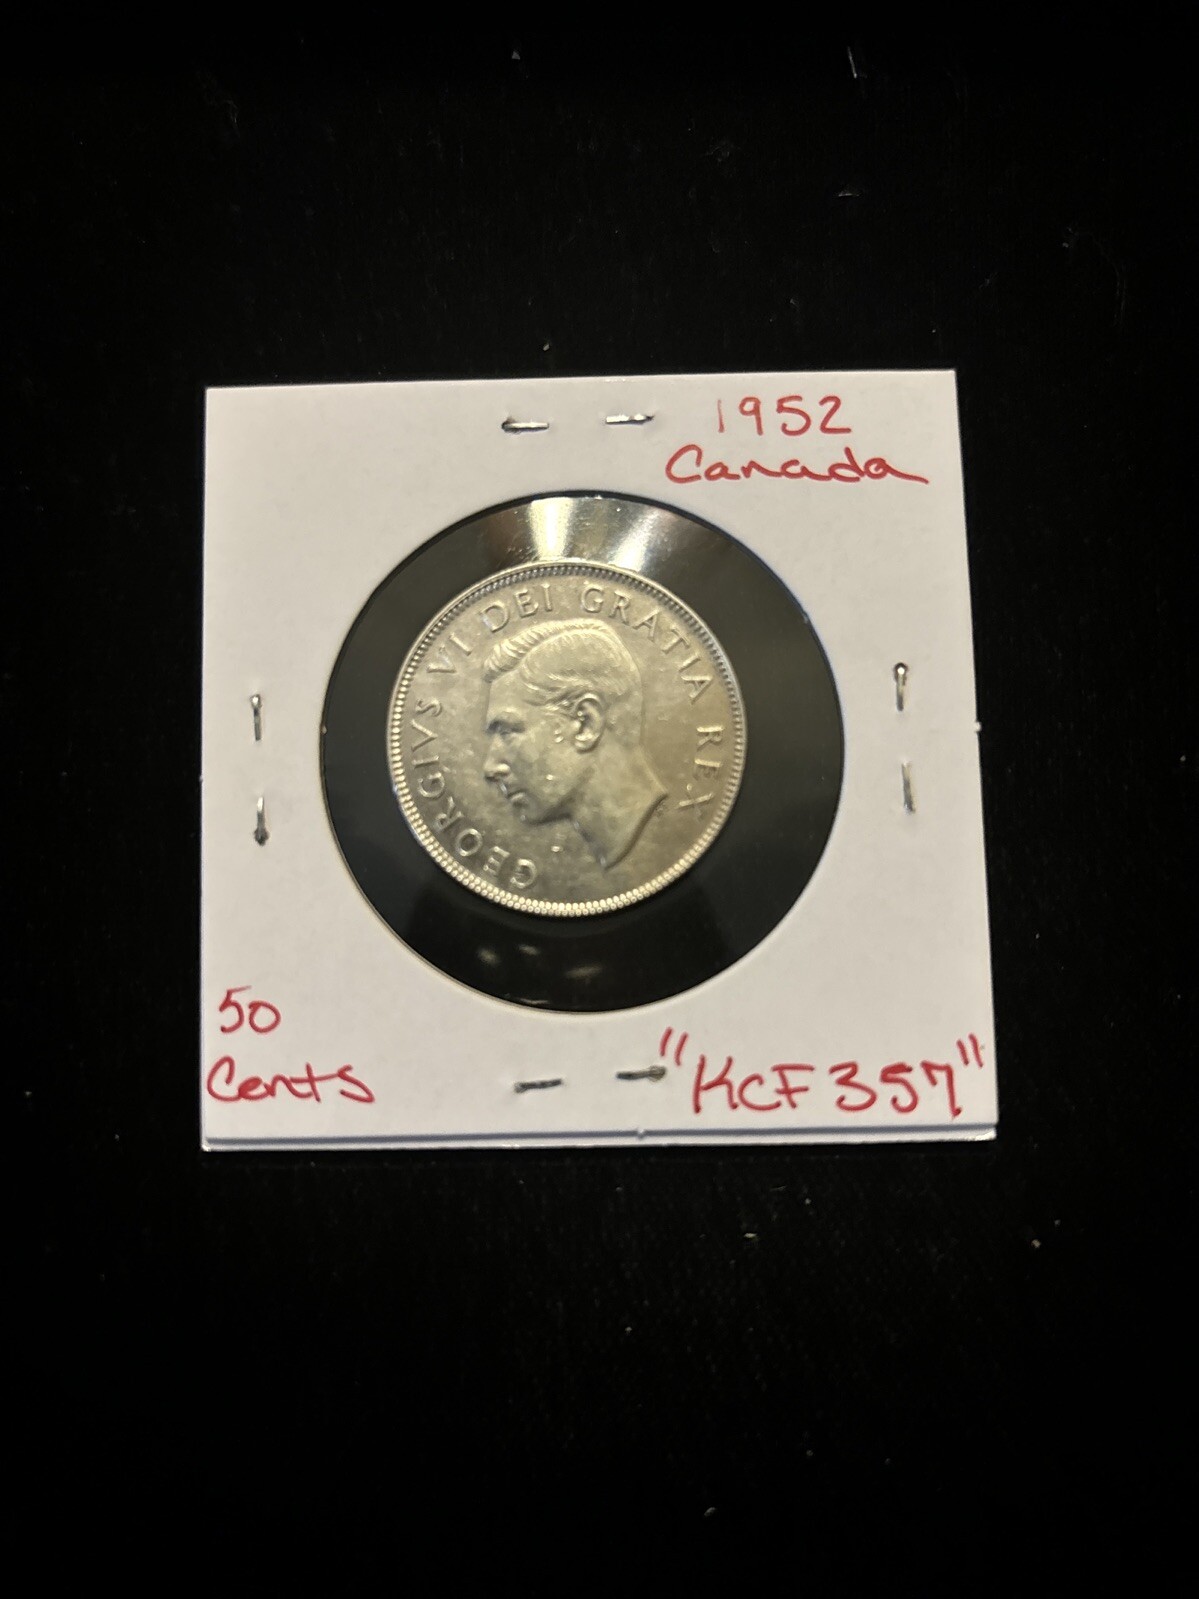 1952
Canada
GEORGIVS VI DEI GRATIA REX
50
Cents
"KCF357"